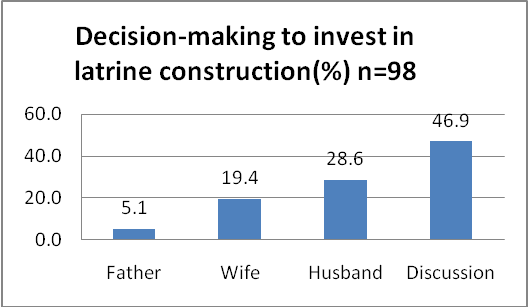 Decision-making to invest in
latrine construction(%) n=98
60.0
40.0
20.0
0.0
5.1
19.4
28.6
46.9
Father
Wife
Husband
Discussion